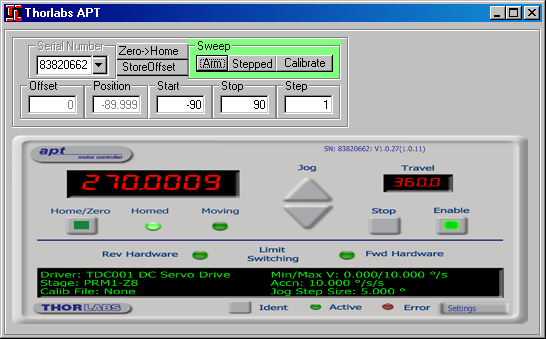 Thorlabs APT
Serial Number
83820662
Zero->Home
StoreOffset
Sweep
Arm Stepped Calibrate
Offset Position Start Stop Step
0 -89.999 -90 90 1
apt
motor controller
SN: 83820662: V1.0.27(1.0.11)
Jog
Travel
270.0009
360.0
Home/Zero Homed Moving
Stop Enable
Rev Hardware Limit Switching Fwd Hardware
Driver: TDC001 DC Servo Drive Min/Max V: 0.000/10.000 °/s
Stage: PRM1-Z8 Accn: 10.000 °/s/s
Calib File: None Jog Step Size: 5.000 °
THORLABS Ident Active Error Settings